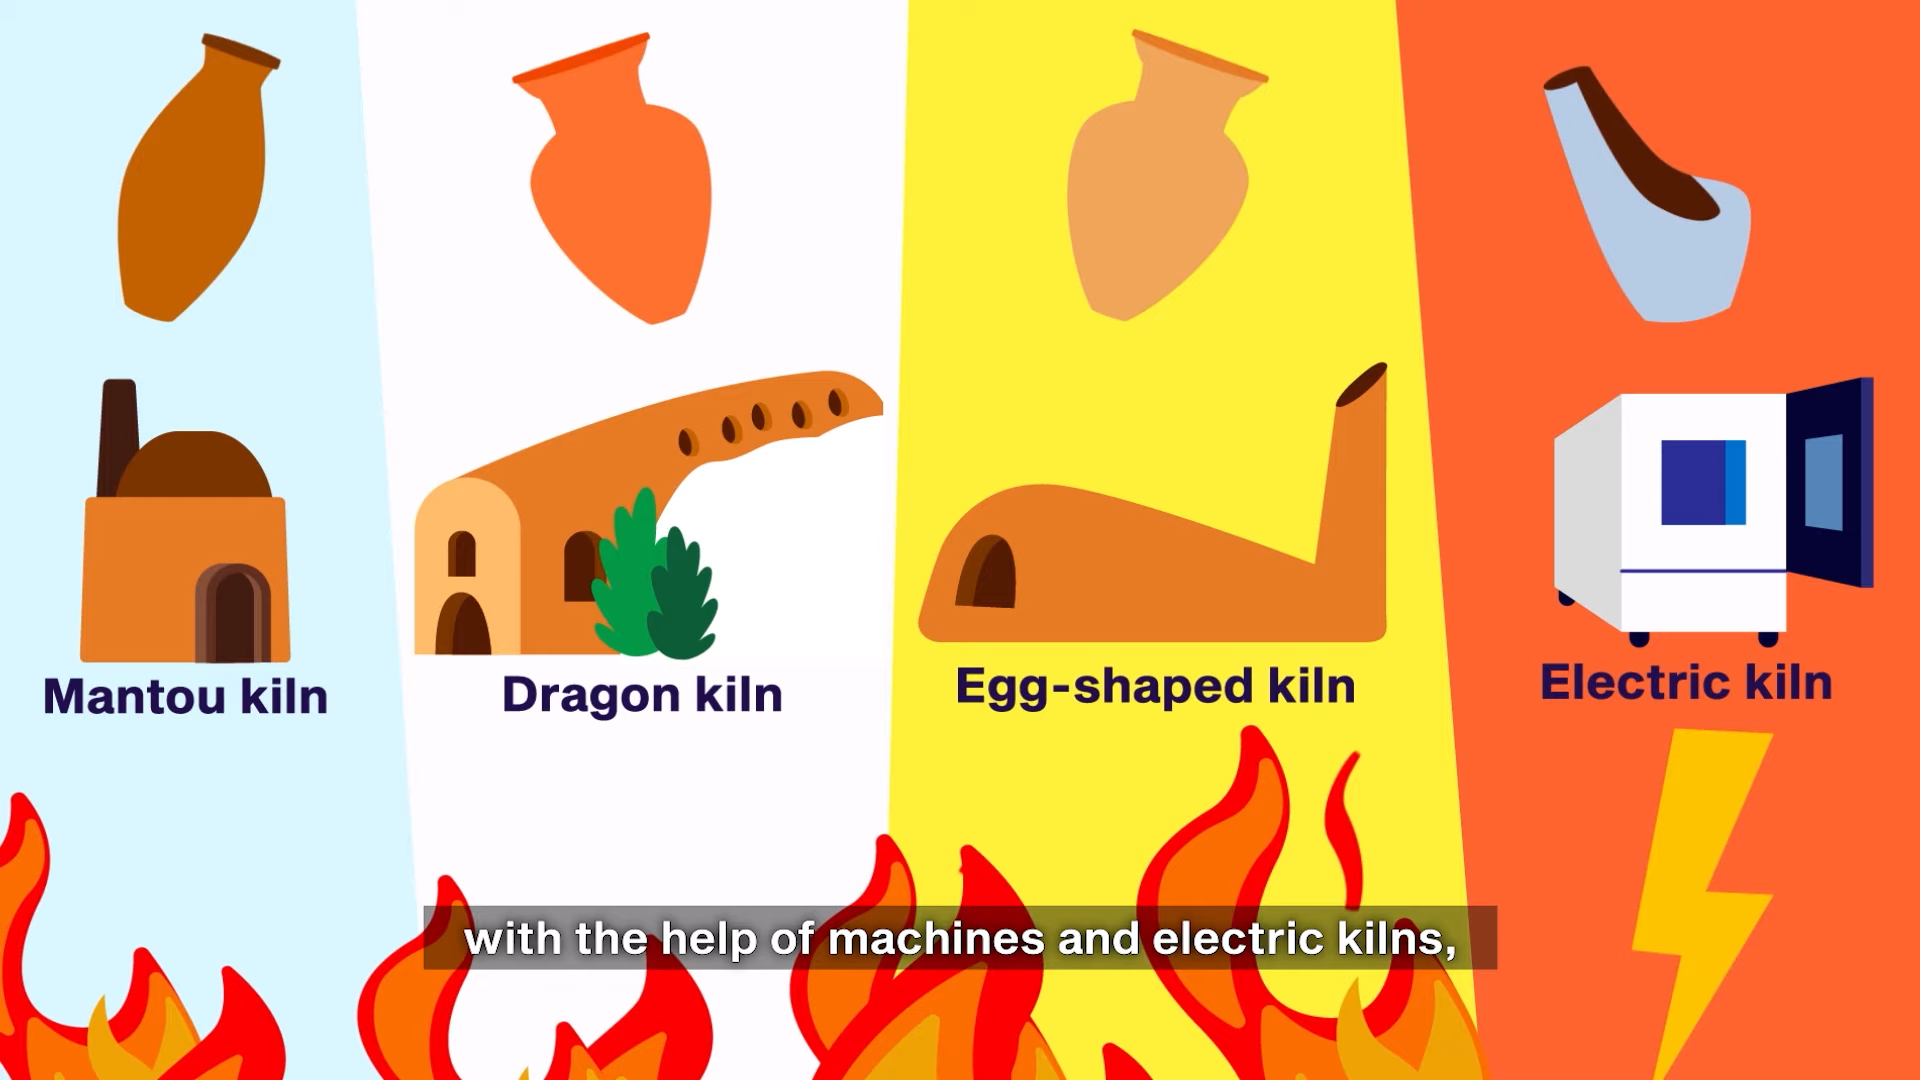 Mantou kiln
Dragon kiln
Egg-shaped kiln
Electric kiln
with the help of machines and electric kilns,